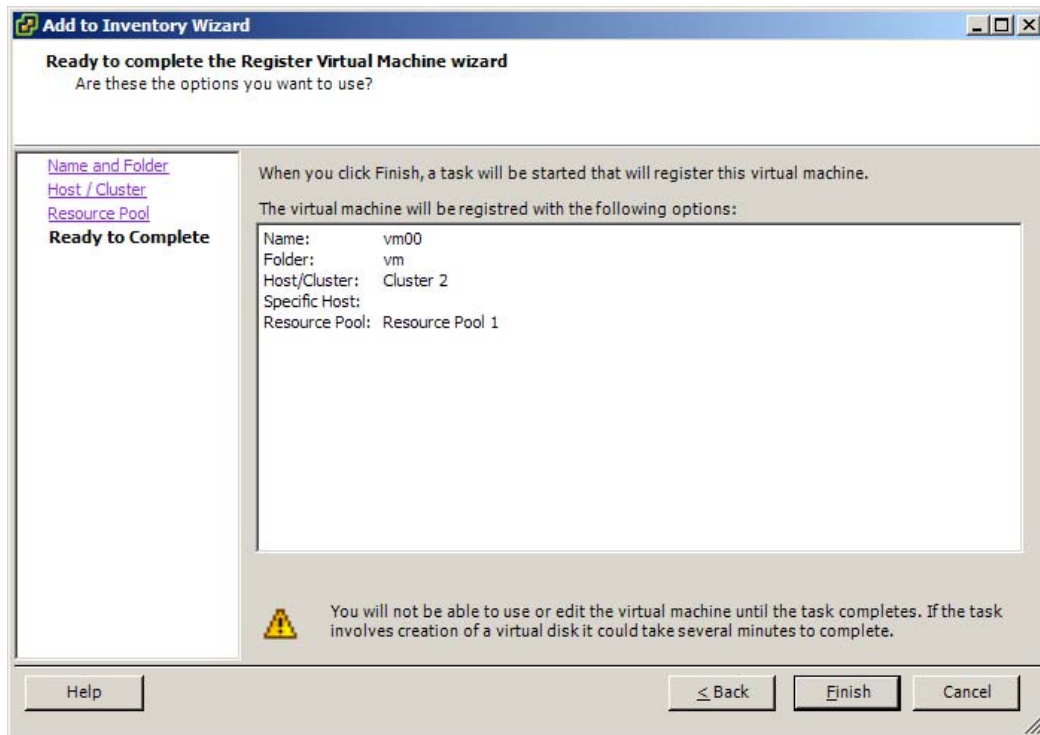 Add to Inventory Wizard
Ready to complete the Register Virtual Machine wizard
Are these the options you want to use?
Name and Folder
Host / Cluster
Resource Pool
Ready to Complete
When you click Finish, a task will be started that will register this virtual machine.
The virtual machine will be registred with the following options:
Name: vm00
Folder: vm
Host/Cluster: Cluster 2
Specific Host:
Resource Pool: Resource Pool 1
You will not be able to use or edit the virtual machine until the task completes. If the task
involves creation of a virtual disk it could take several minutes to complete.
Help
< Back
Finish
Cancel